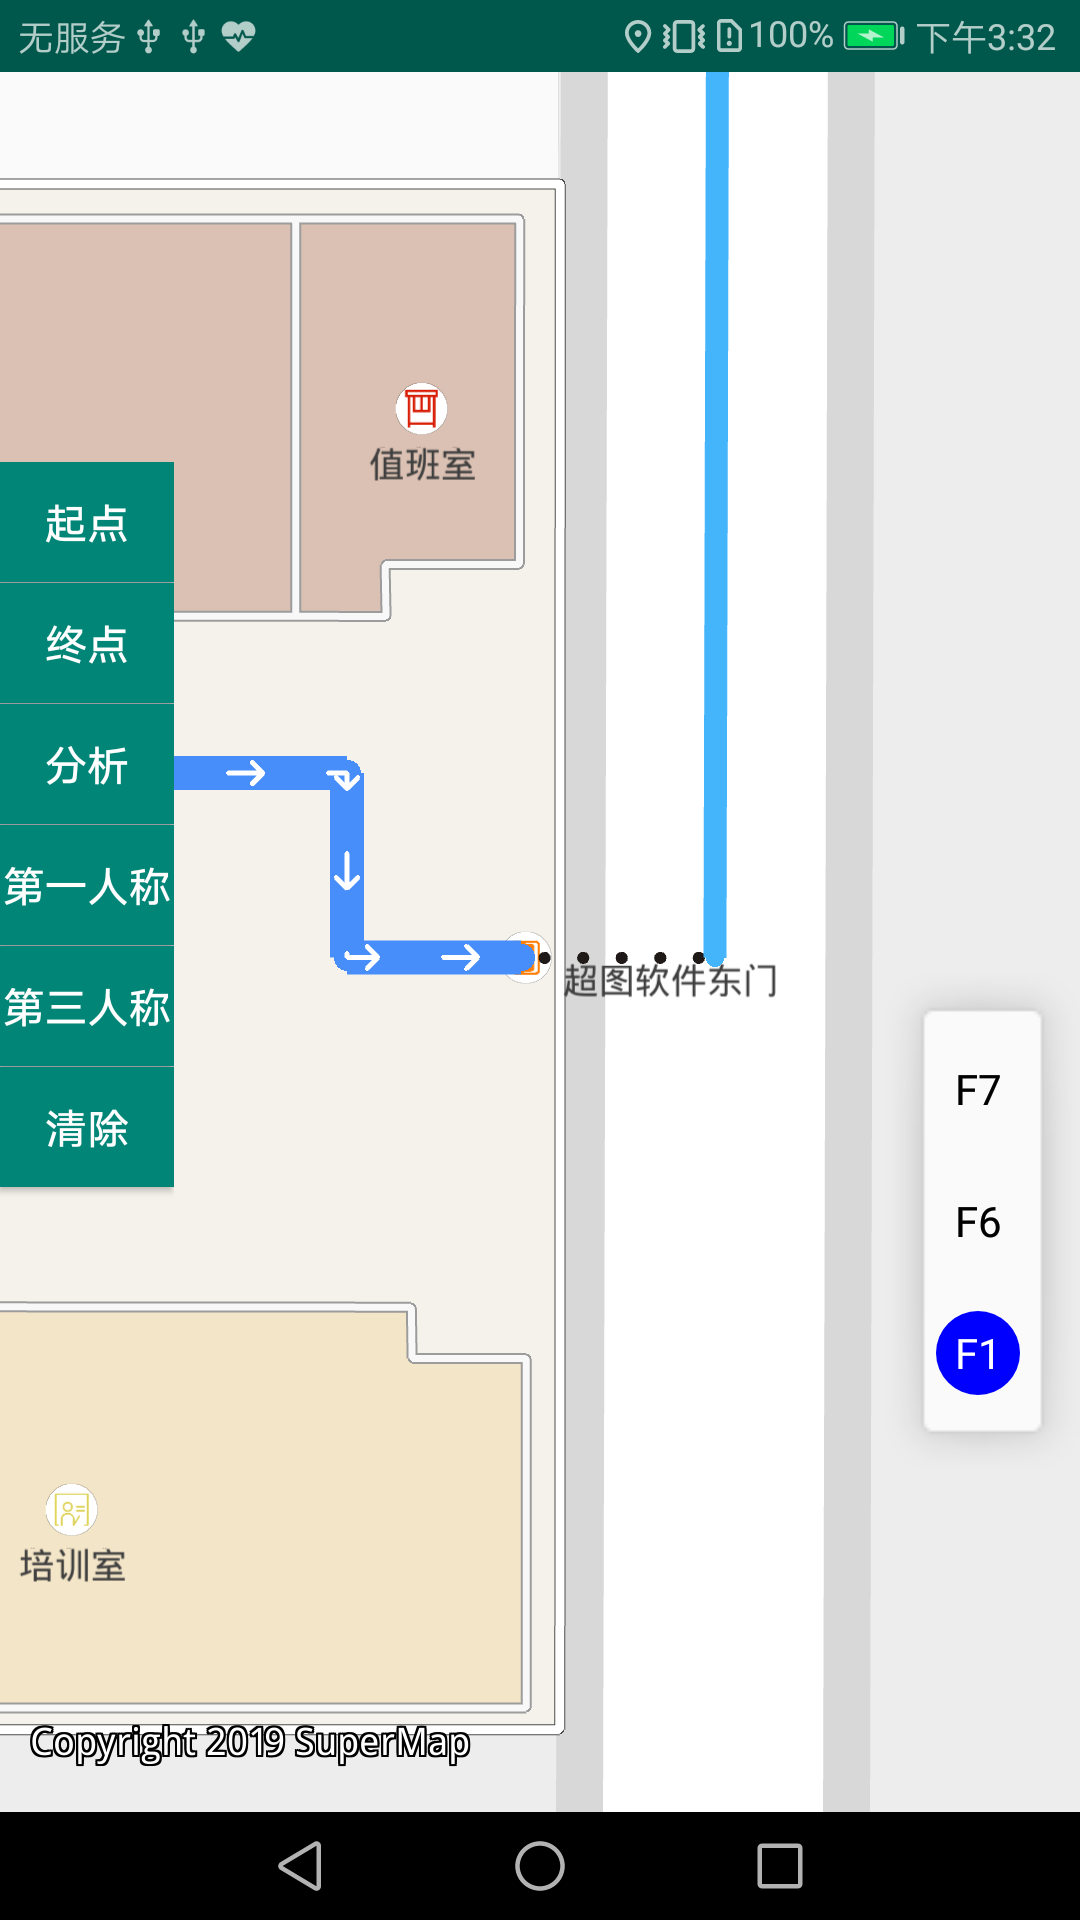 无服务 100% 下午3:32
值班室
起点
终点
分析
第一人称
第三人称
清除
超图软件东门
F7
F6
F1
培训室
Copyright 2019 SuperMap